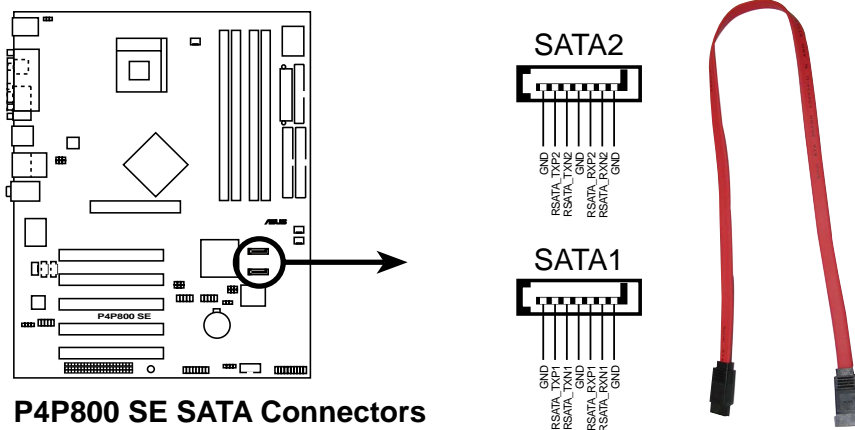 SATA2
GND
RSATA_TXP2
RSATA_TXN2
GND
RSATA_RXP2
RSATA_RXN2
GND
/SUS
SATA1
GND
RSATA_TXP1
RSATA_TXN1
GND
RSATA_RXP1
RSATA_RXN1
GND
P4P800 SE
P4P800 SE SATA Connectors